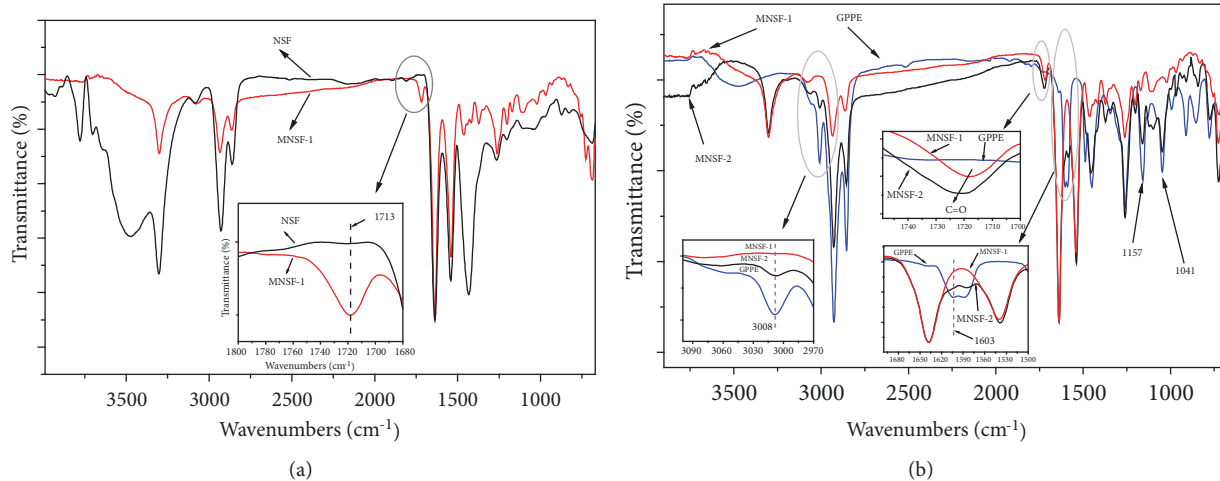 NSF
MNSF-1
1713
NSF
MNSF-1
Transmittance (%)
1800 1780 1760 1740 1720 1700 1680
Wavenumbers (cm-1)
Transmittance (%)
3500 3000 2500 2000 1500 1000
Wavenumbers (cm-1)
(a)
MNSF-1
GPPE
MNSF-2
MNSF-1
GPPE
MNSF-2
C=O
1740 1730 1720 1710 1700
MNSF-1
MNSF-2
GPPE
3008
3090 3060 3030 3000 2970
GPPE
MNSF-1
MNSF-2
1603
1680 1650 1620 1590 1560 1530 1500
1157
1041
Transmittance (%)
3500 3000 2500 2000 1500 1000
Wavenumbers (cm-1)
(b)